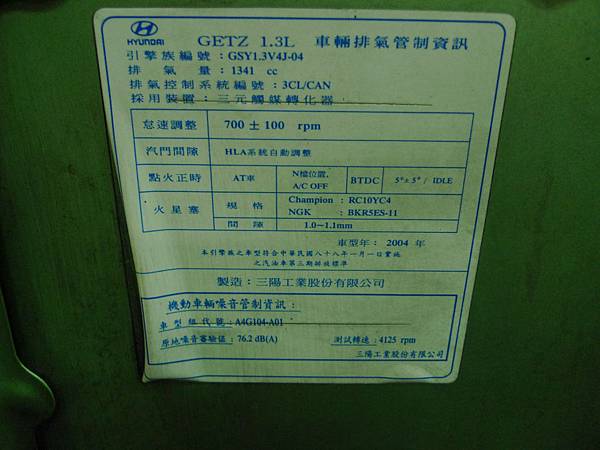 HYUNDAI
GETZ 1.3L 車輛排氣管制資訊
引擎族編號:GSY1.3V4J-04
排氣量:1341 cc
排氣控制系統編號:3CL/CAN
採用裝置:三元觸媒轉化器
怠速調整 700±100 rpm
汽門間隙 HLA系統自動調整
點火正時 AT車 N檔位置, A/C OFF BTDC 5°±5° / IDLE
火星塞 規格 Champion : RC10YC4
NGK : BKR5ES-11
間隙 1.0~1.1mm
車型年: 2004 年
本引擎族之車型符合中華民國八十八年一月一日實施
之汽油車第三期排放標準
製造:三陽工業股份有限公司
機動車輛噪音管制資訊:
車型組代號:A4G104-A01
原地噪音審驗值:76.2 dB(A) 測試轉速:4125 rpm
三陽工業股份有限公司